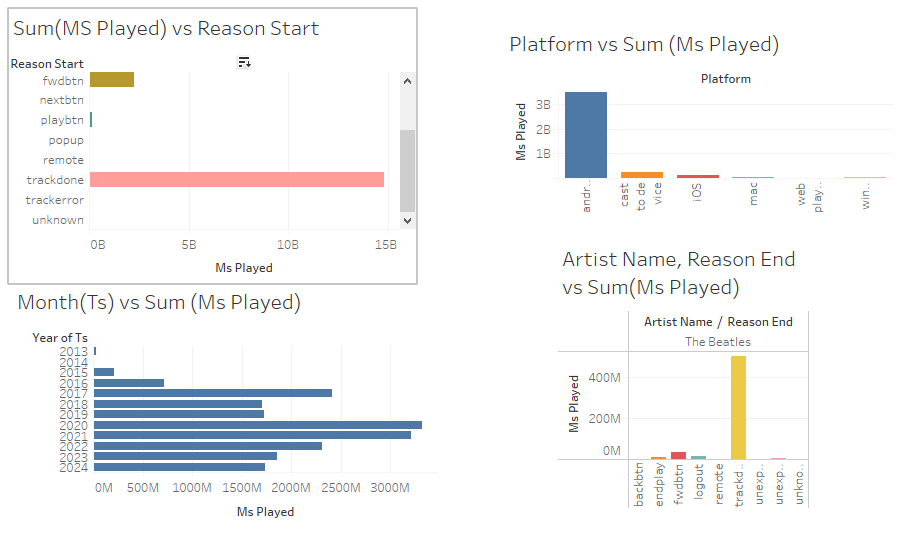 Sum(MS Played) vs Reason Start
Reason Start
fwdbtn
nextbtn
playbtn
popup
remote
trackdone
trackerror
unknown
0B 5B 10B 15B
Ms Played
Platform vs Sum (Ms Played)
Platform
Ms Played
3B
2B
1B
andr..
cast
to de
vice
iOS
mac
web
play..
win..
Month(Ts) vs Sum (Ms Played)
Year of Ts
2013
2014
2015
2016
2017
2018
2019
2020
2021
2022
2023
2024
0M 500M 1000M 1500M 2000M 2500M 3000M
Ms Played
Artist Name, Reason End
vs Sum(Ms Played)
Artist Name / Reason End
The Beatles
Ms Played
400M
200M
0M
backbtn
endplay
fwdbtn
logout
remote
trackd..
unexp..
unexp..
unkno..